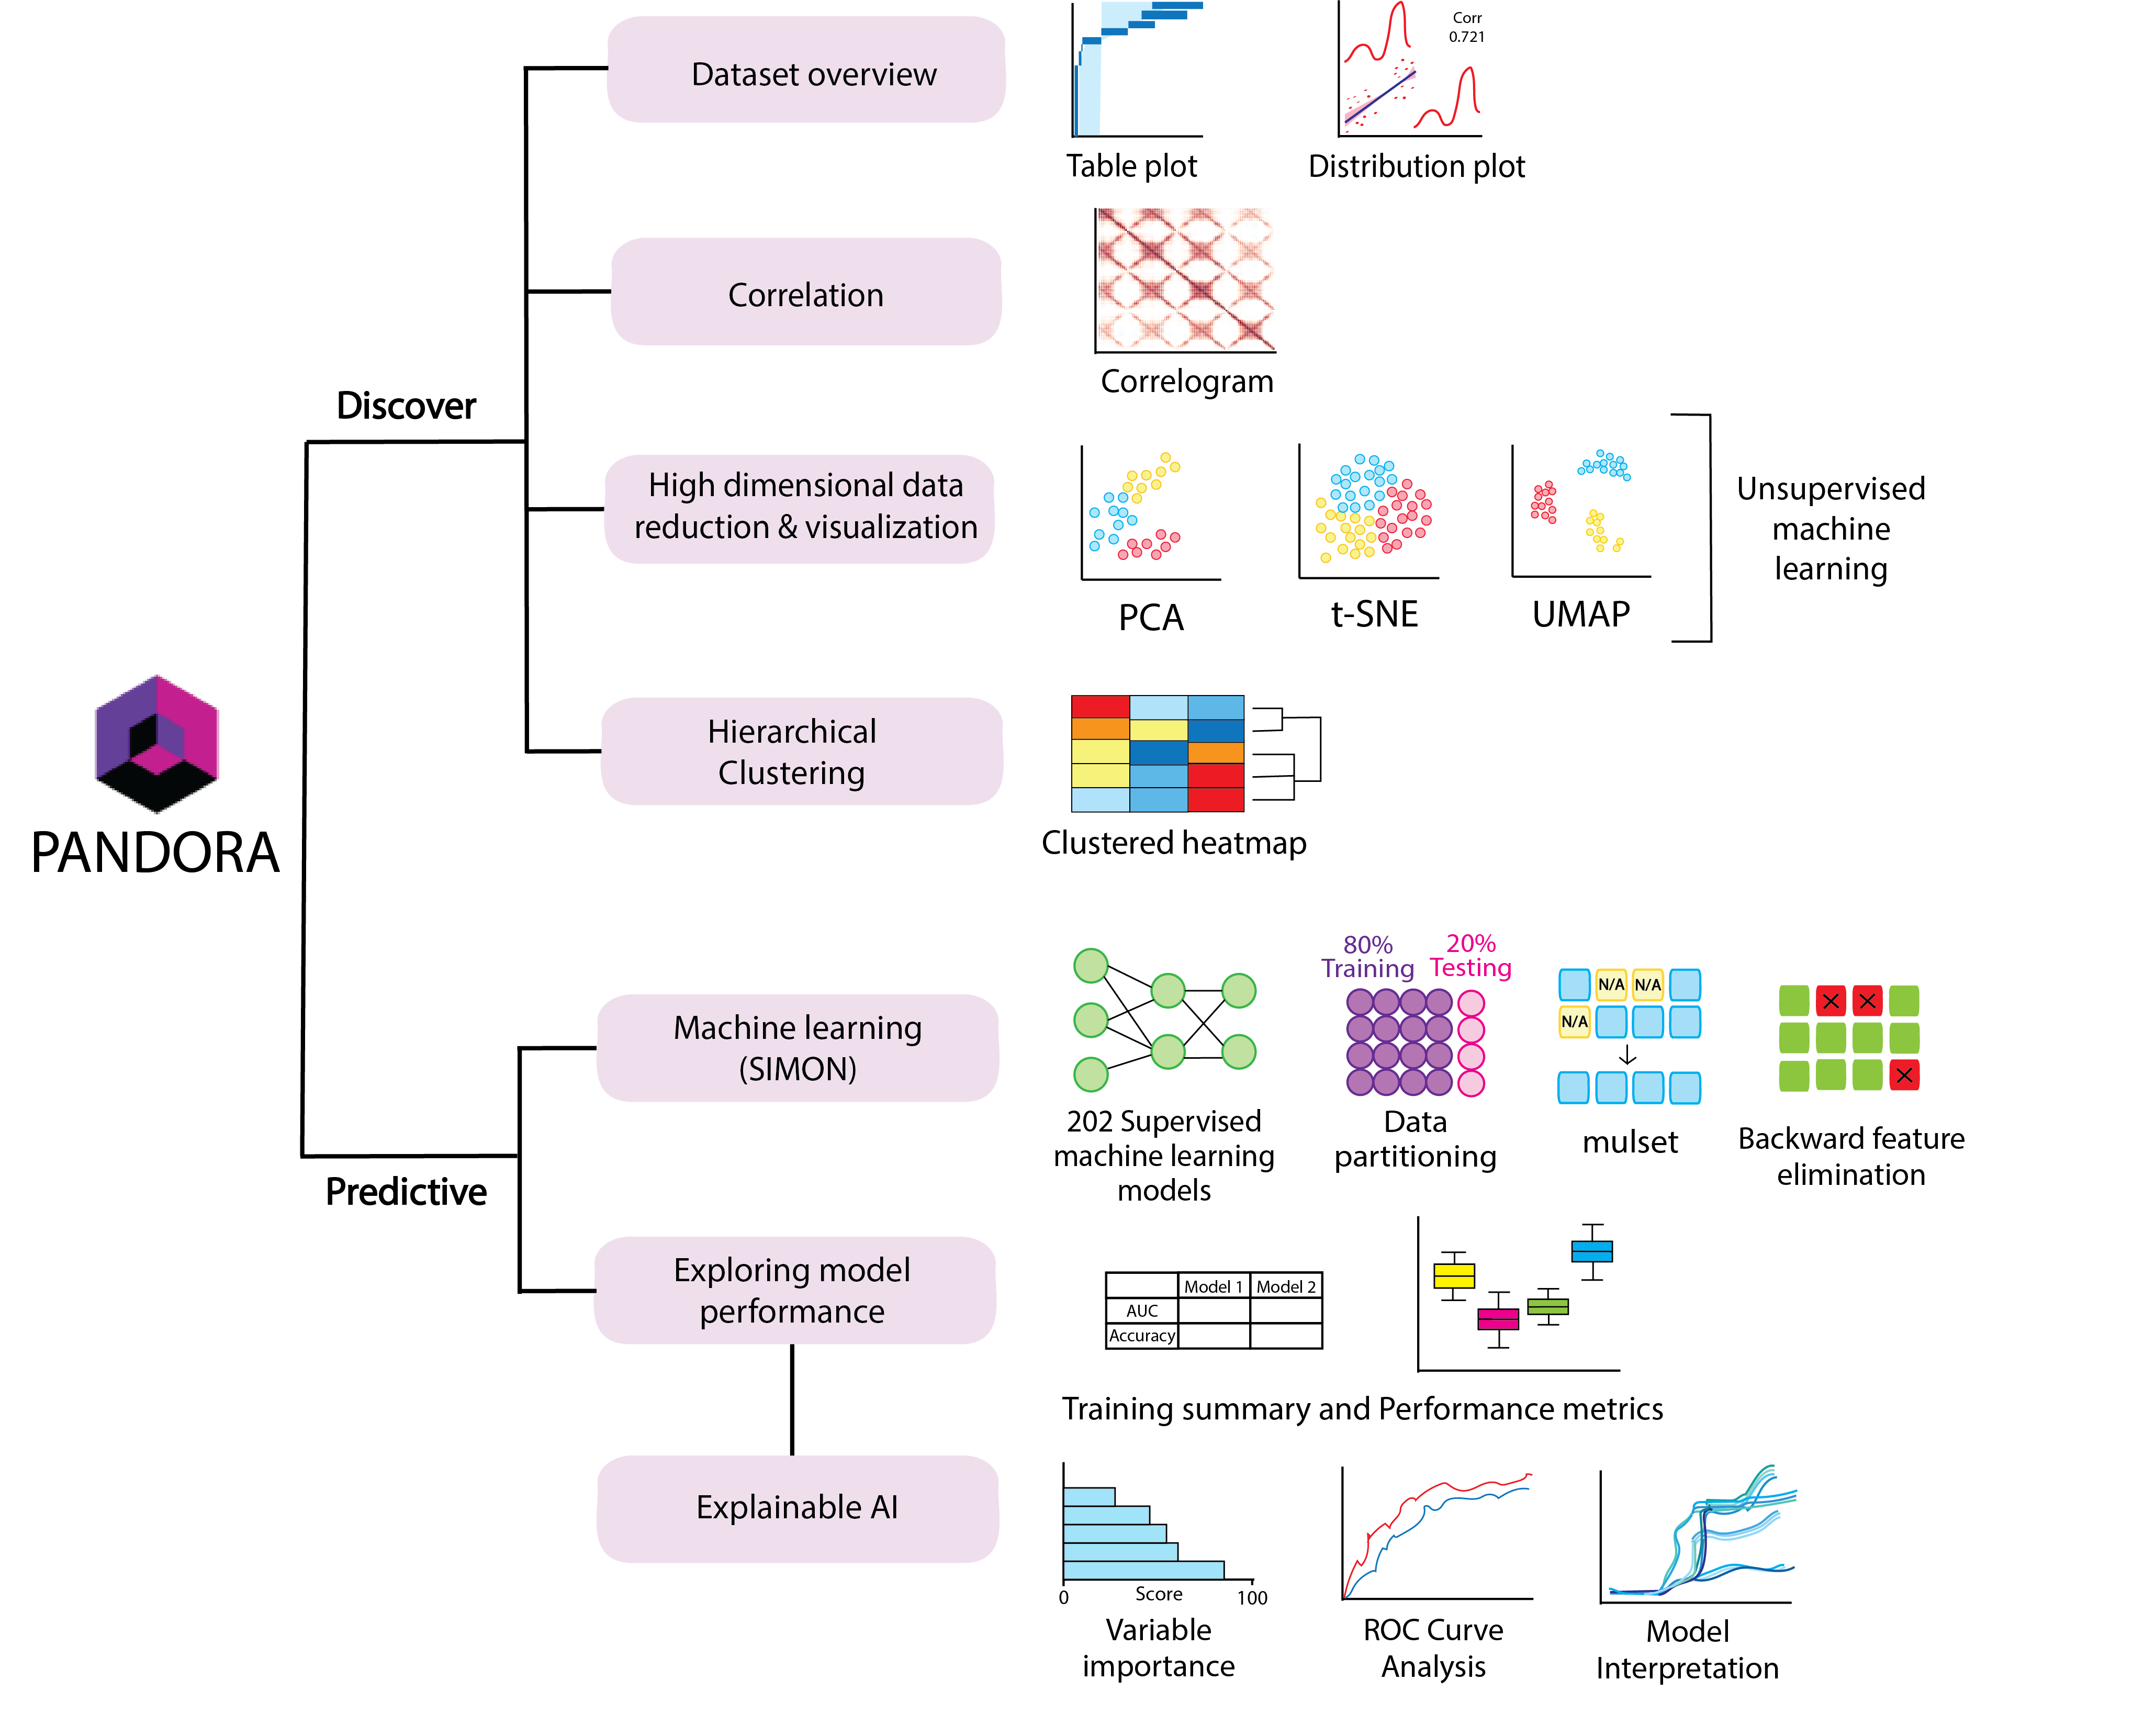 Dataset overview
Corr
0.721
Table plot
Distribution plot
Correlation
Correlogram
Discover
High dimensional data
reduction & visualization
PCA
t-SNE
UMAP
Unsupervised
machine
learning
Hierarchical
Clustering
Clustered heatmap
PANDORA
Machine learning
(SIMON)
202 Supervised
machine learning
models
80%
Training
20%
Testing
Data
partitioning
N/A N/A
N/A
mulset
Backward feature
elimination
Predictive
Exploring model
performance
Model 1 Model 2
AUC
Accuracy
Training summary and Performance metrics
Explainable AI
0 Score 100
Variable
importance
ROC Curve
Analysis
Model
Interpretation